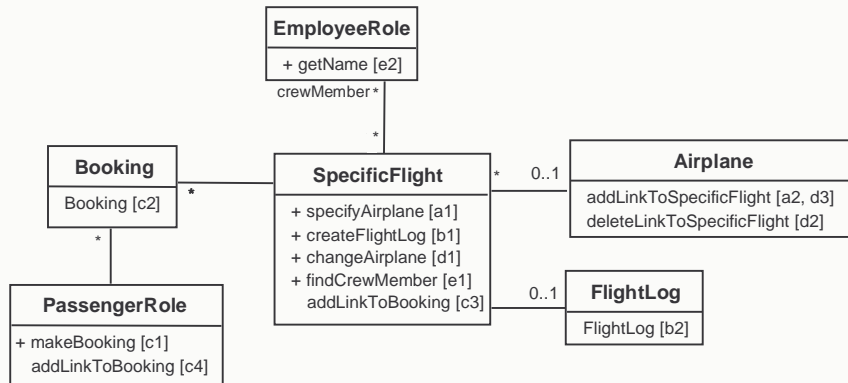 EmployeeRole
+ getName [e2]
crewMember *
*
Booking
Booking [c2]
*
*
SpecificFlight
+ specifyAirplane [a1]
+ createFlightLog [b1]
+ changeAirplane [d1]
+ findCrewMember [e1]
addLinkToBooking [c3]
* 0..1
Airplane
addLinkToSpecificFlight [a2, d3]
deleteLinkToSpecificFlight [d2]
0..1
FlightLog
FlightLog [b2]
PassengerRole
+ makeBooking [c1]
addLinkToBooking [c4]